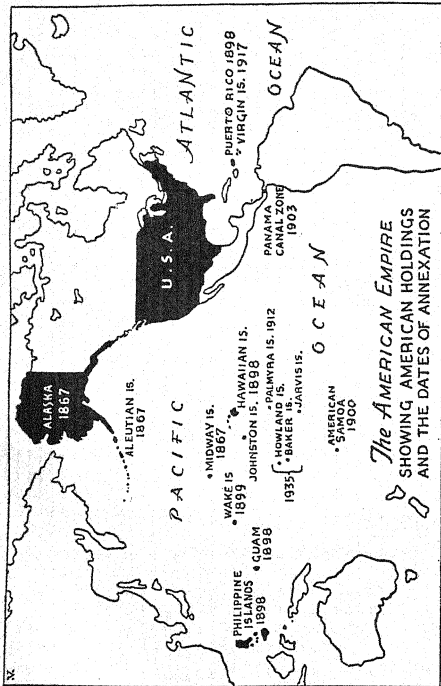 ALASKA
1867
ALEUTIAN IS.
1867
U.S.A.
ATLANTIC
OCEAN
PUERTO RICO 1898
VIRGIN IS. 1917
PANAMA
CANAL ZONE
1903
PACIFIC
OCEAN
MIDWAY IS.
1867
HAWAIIAN IS.
1898
JOHNSTON IS.
WAKE IS
1899
PALMYRA IS. 1912
1935
HOWLAND IS.
BAKER IS.
JARVIS IS.
GUAM
1898
PHILIPPINE
ISLANDS
1898
AMERICAN
SAMOA
1900
The AMERICAN EMPIRE
SHOWING AMERICAN HOLDINGS
AND THE DATES OF ANNEXATION